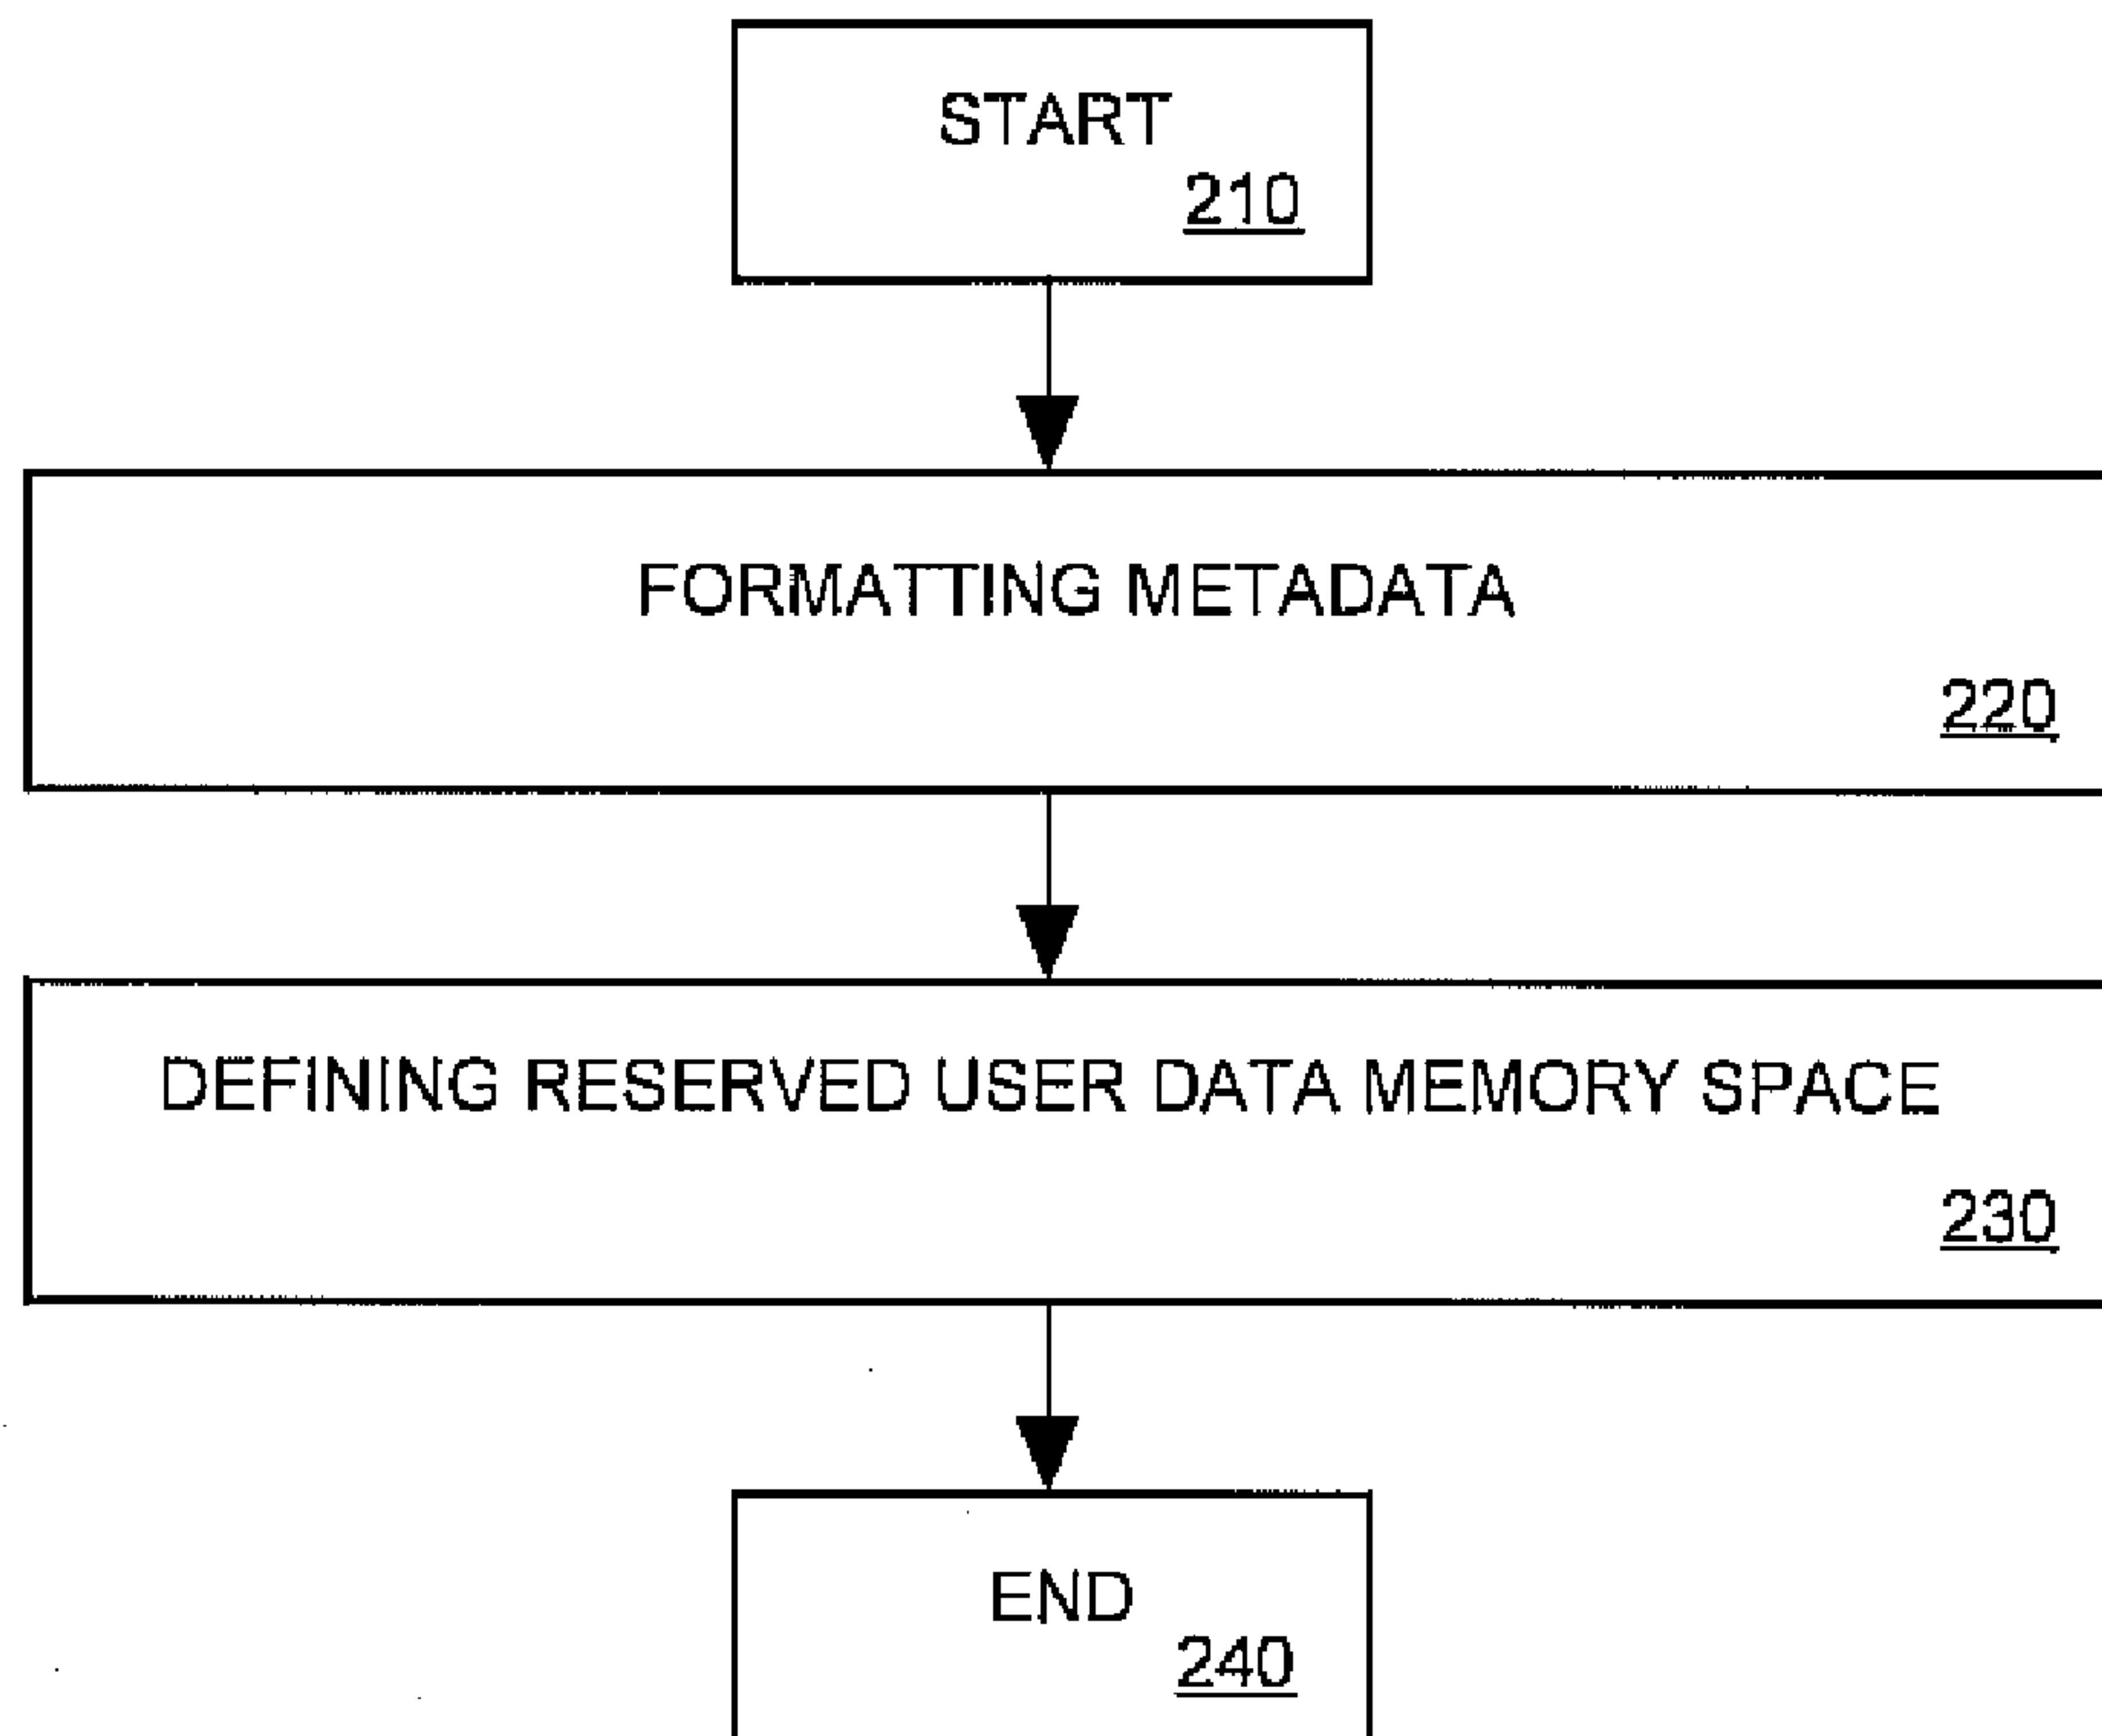 START
210
FORMATTING METADATA
220
DEFINING RESERVED USER DATA MEMORY SPACE
230
END
240